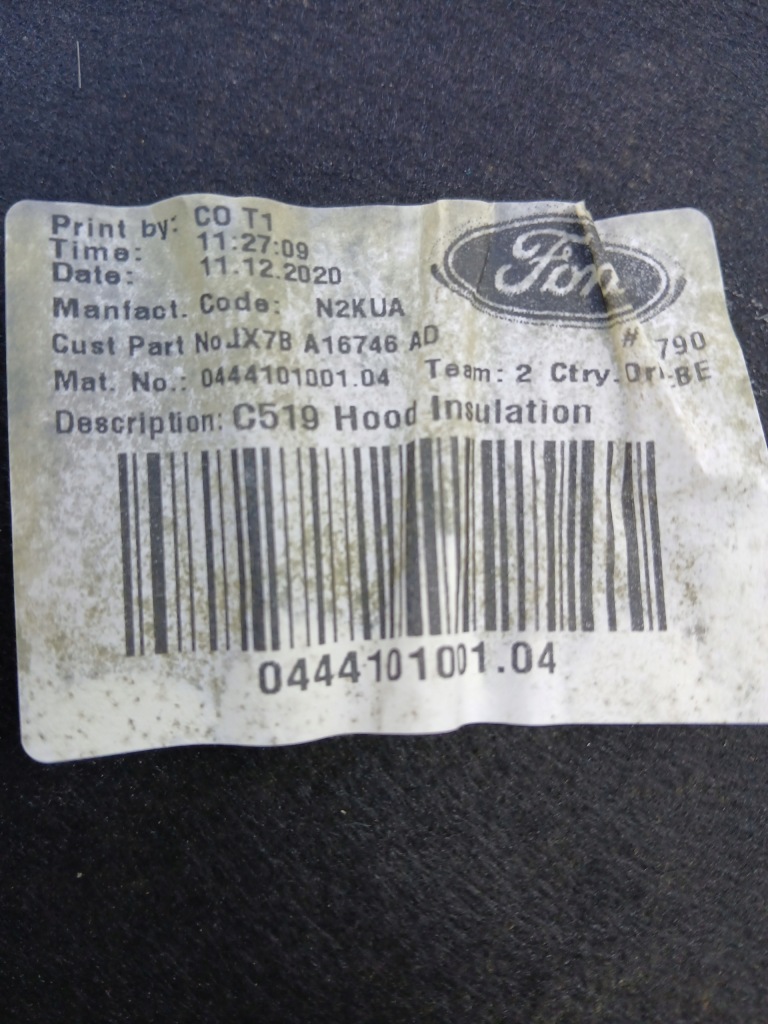 Print by: CO T1
Time: 11:27:09
Date: 11.12.2020
Ford
Manfact. Code: N2KUA
Cust Part No JX7B A16746 AD
# 790
Mat. No.: 0444101001.04 Team: 2 Ctry.Ori.BE
Description: C519 Hood Insulation
0444101001.04